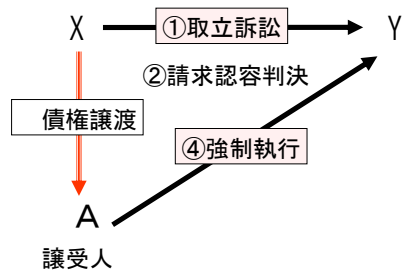 X ①取立訴訟 Y
②請求認容判決
債権譲渡
④強制執行
A
譲受人